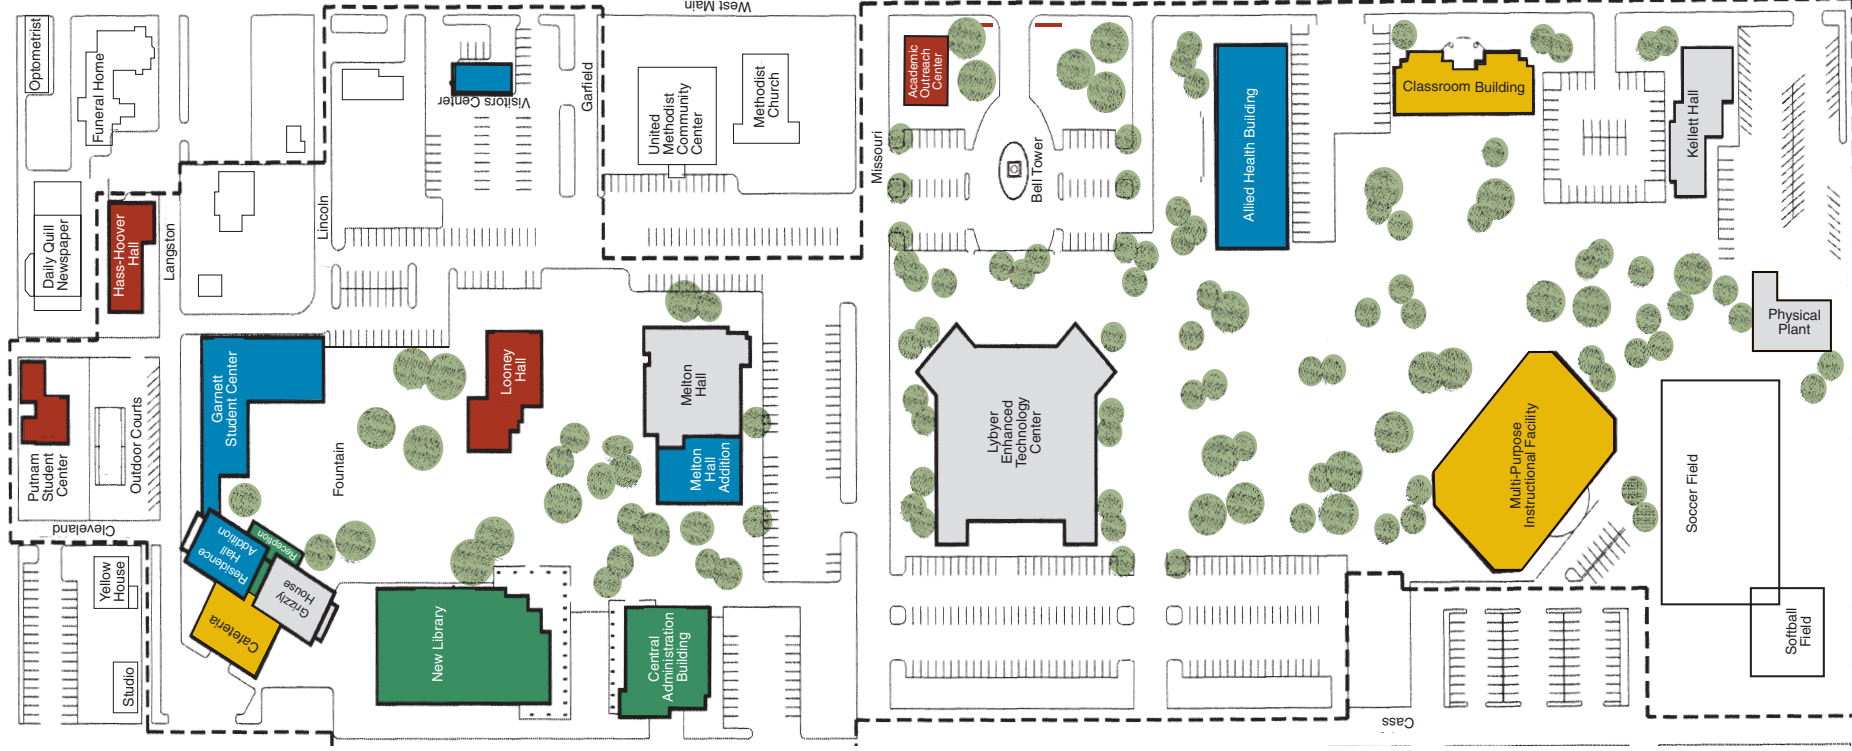 West Main
Optometrist
Funeral Home
Visitors Center
Garfield
United
Methodist
Community
Center
Methodist
Church
Missouri
Academic
Outreach
Center
Bell Tower
Allied Health Building
Classroom Building
Kellett Hall
Daily Quill
Newspaper
Hass-Hoover
Hall
Langston
Lincoln
Physical
Plant
Putnam
Student
Center
Outdoor Courts
Garnett
Student Center
Fountain
Looney
Hall
Melton
Hall
Melton
Hall
Addition
Lybyer
Enhanced
Technology
Center
Multi-Purpose
Instructional Facility
Soccer Field
Softball
Field
Cleveland
Residence
Hall
Addition
Reception
Grizzly
House
Cafeteria
Yellow
House
Studio
New Library
Central
Administration
Building
Cass